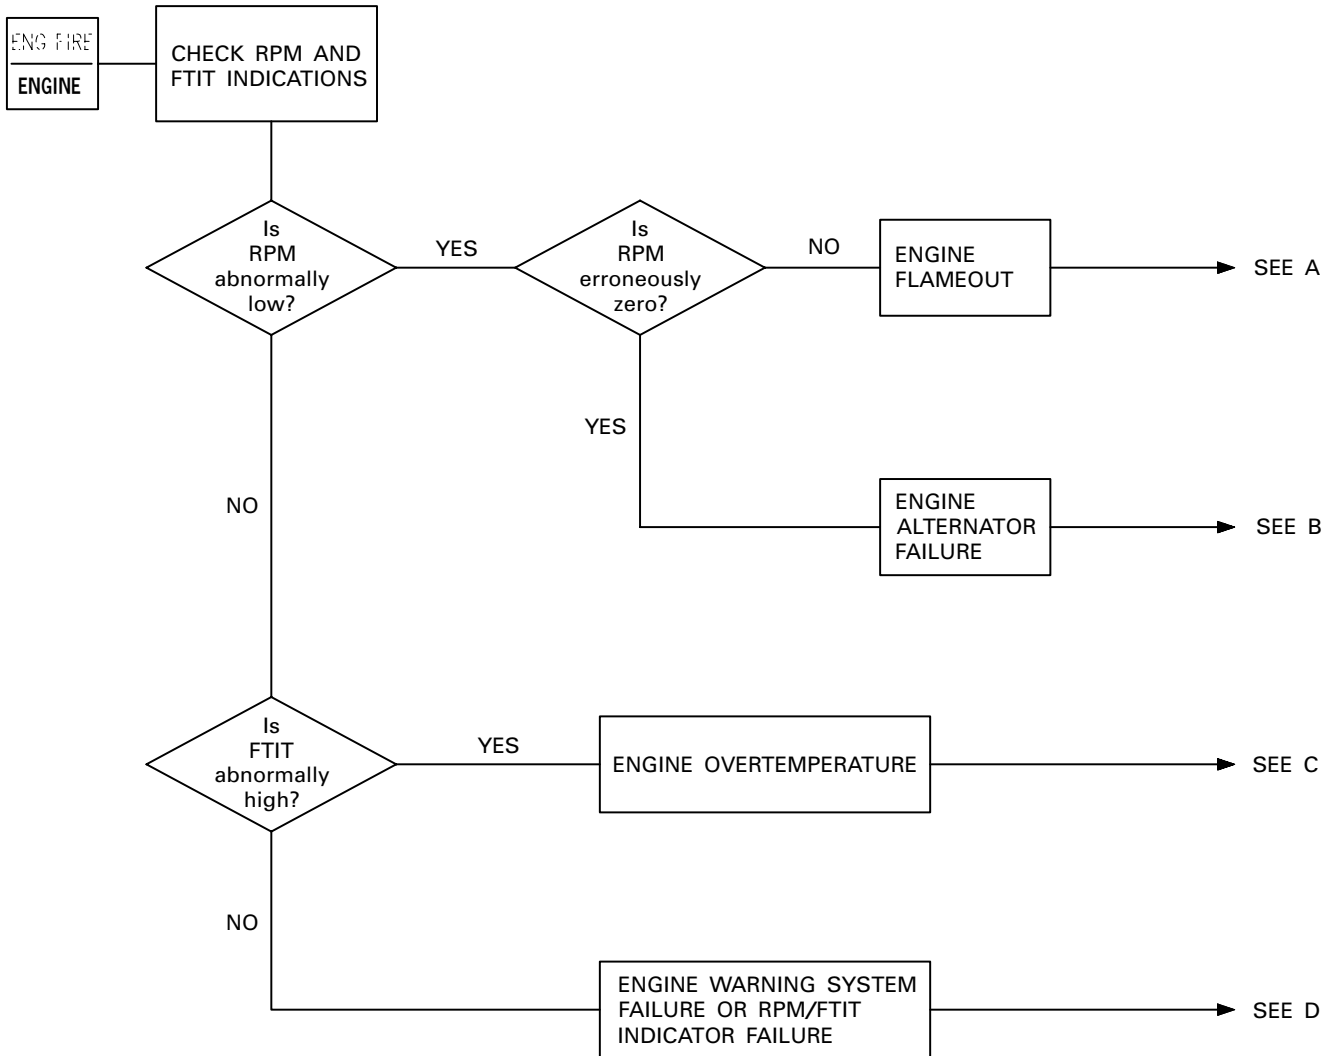 ENG FIRE
ENGINE
CHECK RPM AND
FTIT INDICATIONS
Is
RPM
abnormally
low?
YES
Is
RPM
erroneously
zero?
NO
ENGINE
FLAMEOUT
SEE A
YES
ENGINE
ALTERNATOR
FAILURE
SEE B
NO
Is
FTIT
abnormally
high?
YES
ENGINE OVERTEMPERATURE
SEE C
NO
ENGINE WARNING SYSTEM
FAILURE OR RPM/FTIT
INDICATOR FAILURE
SEE D